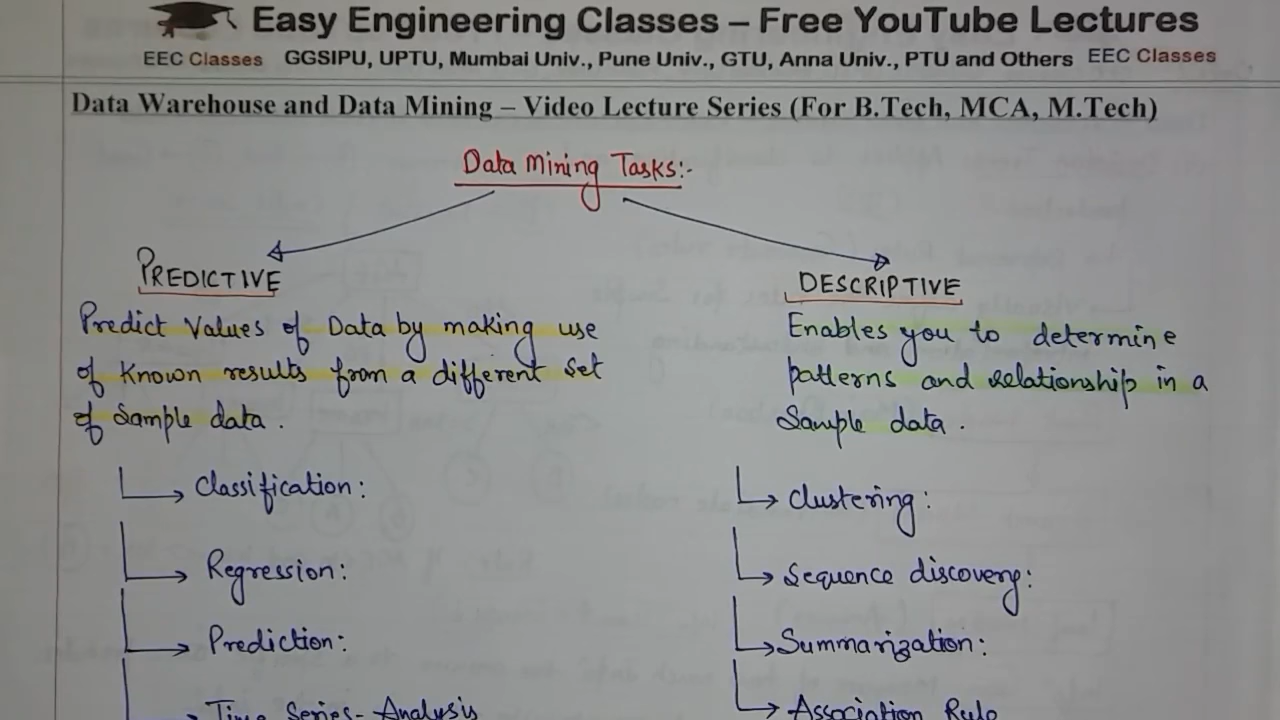 Easy Engineering Classes – Free YouTube Lectures
EEC Classes GGSIPU, UPTU, Mumbai Univ., Pune Univ., GTU, Anna Univ., PTU and Others EEC Classes
Data Warehouse and Data Mining – Video Lecture Series (For B.Tech, MCA, M.Tech)
Data Mining Tasks:-
PREDICTIVE
Predict Values of Data by making use
of Known results from a different set
of Sample data.
Classification:
Regression:
Prediction:
Time Series-Analysis
DESCRIPTIVE
Enables you to determine
patterns and relationship in a
Sample data.
Clustering:
Sequence discovery:
Summarization:
Association Rule